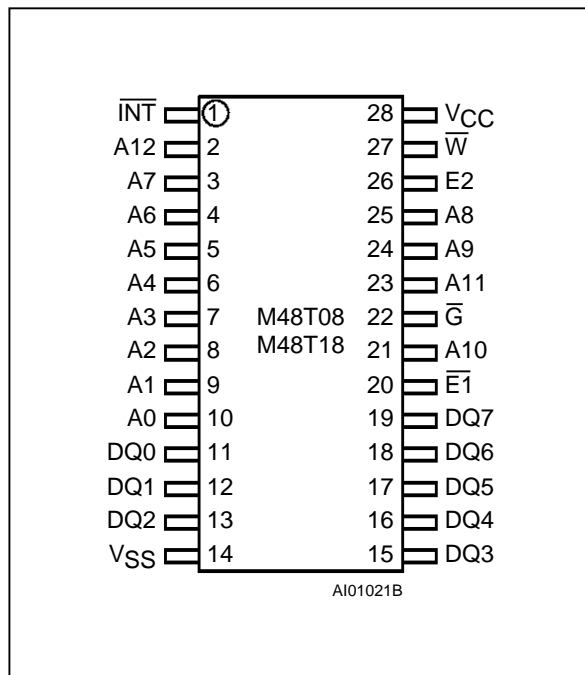 I̅N̅T̅ 1 28 VCC
A12 2 27 W̅
A7 3 26 E2
A6 4 25 A8
A5 5 24 A9
A4 6 23 A11
A3 7 M48T08 22 G̅
A2 8 M48T18 21 A10
A1 9 20 E̅1̅
A0 10 19 DQ7
DQ0 11 18 DQ6
DQ1 12 17 DQ5
DQ2 13 16 DQ4
VSS 14 15 DQ3
AI01021B